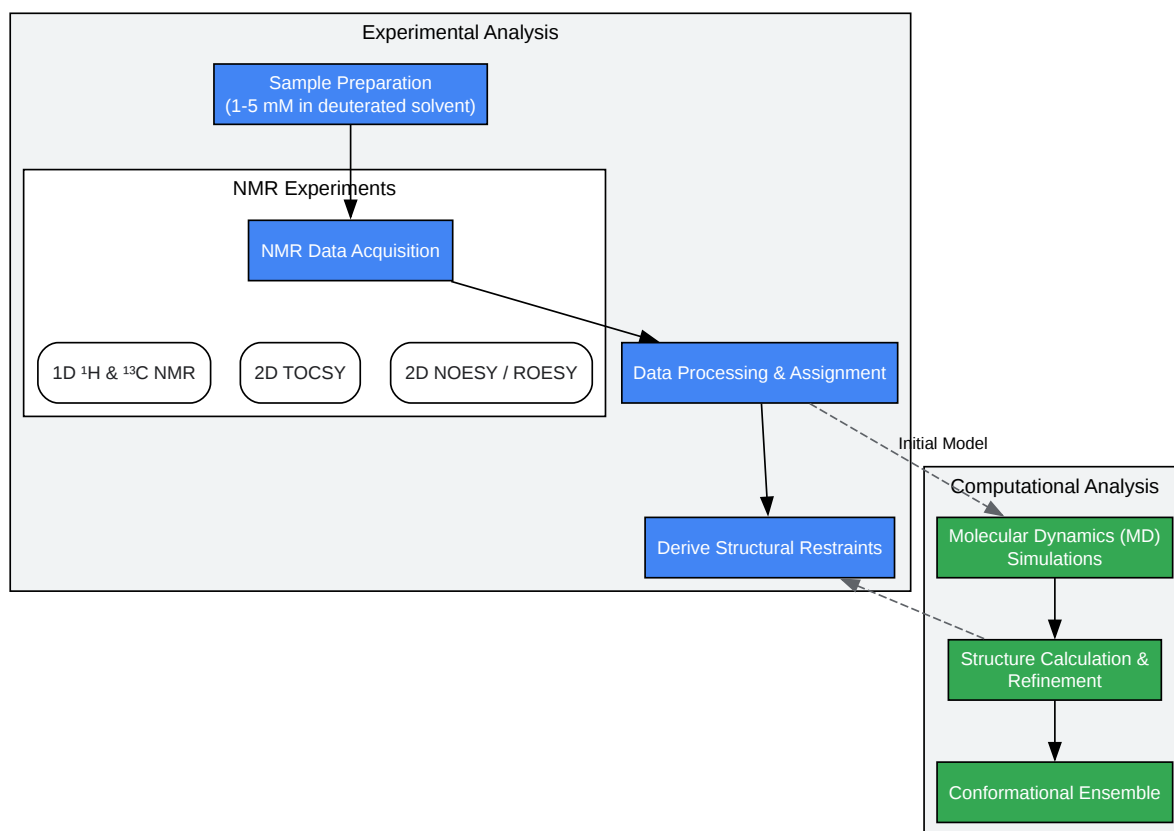 Experimental Analysis
Sample Preparation
(1-5 mM in deuterated solvent)
NMR Experiments
NMR Data Acquisition
1D ¹H & ¹³C NMR
2D TOCSY
2D NOESY / ROESY
Data Processing & Assignment
Initial Model
Derive Structural Restraints
Computational Analysis
Molecular Dynamics (MD)
Simulations
Structure Calculation &
Refinement
Conformational Ensemble